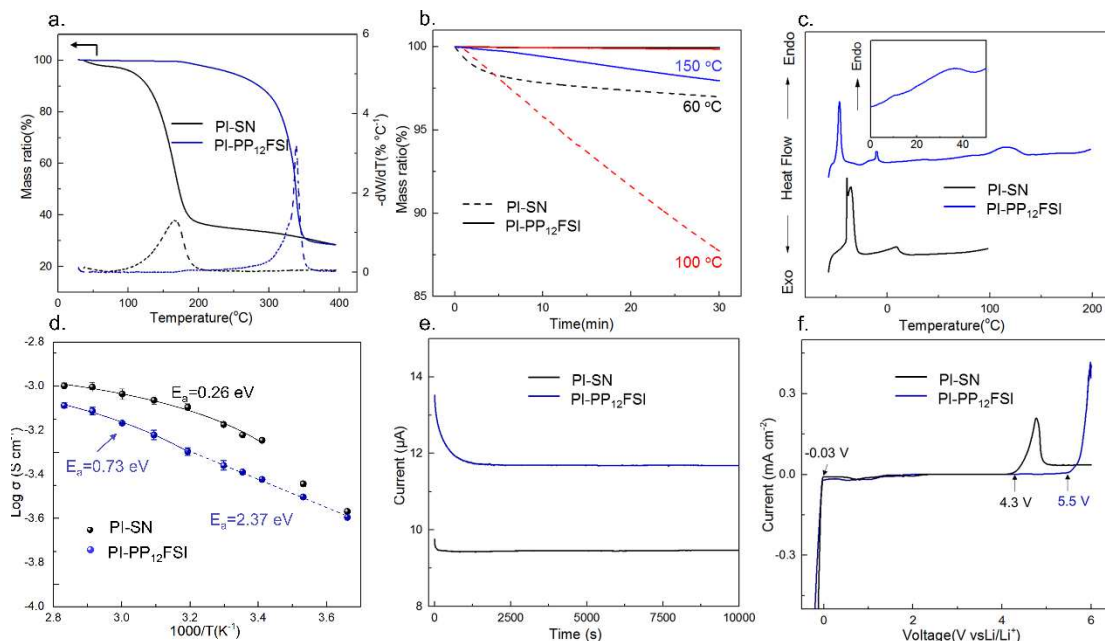 a.
100
80
60
40
20
Mass ratio(%)
6
5
4
3
2
1
0
-dW/dT(% °C⁻¹)
PI-SN
PI-PP₁₂FSI
0 100 200 300 400
Temperature(°C)
b.
100
95
90
85
Mass ratio(%)
150 °C
60 °C
PI-SN
PI-PP₁₂FSI
100 °C
0 10 20 30
Time(min)
c.
Exo
Heat Flow
Endo
Endo
0 20 40
PI-SN
PI-PP₁₂FSI
0 100 200
Temperature(°C)
d.
-2.8
-3.0
-3.2
-3.4
-3.6
-3.8
-4.0
Log σ (S cm⁻¹)
Eₐ=0.26 eV
Eₐ=0.73 eV
Eₐ=2.37 eV
PI-SN
PI-PP₁₂FSI
3.0 3.2 3.4 3.6
1000/T(K⁻¹)
e.
14
12
10
8
Current (μA)
PI-SN
PI-PP₁₂FSI
0 2500 5000 7500 10000
Time (s)
f.
0.3
0.0
-0.3
Current (mA cm⁻²)
PI-SN
PI-PP₁₂FSI
-0.03 V
4.3 V
5.5 V
0 1 2 3 4 5 6
Voltage(V vsLi/Li⁺)